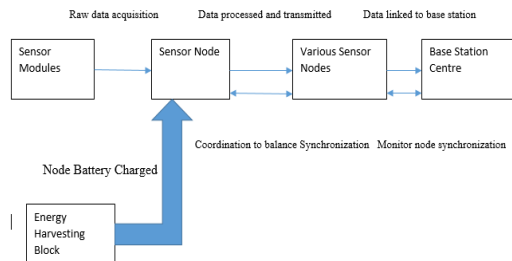 Raw data acquisition
Data processed and transmitted
Data linked to base station
Sensor
Modules
Sensor Node
Various Sensor
Nodes
Base Station
Centre
Coordination to balance Synchronization
Monitor node synchronization
Node Battery Charged
Energy
Harvesting
Block